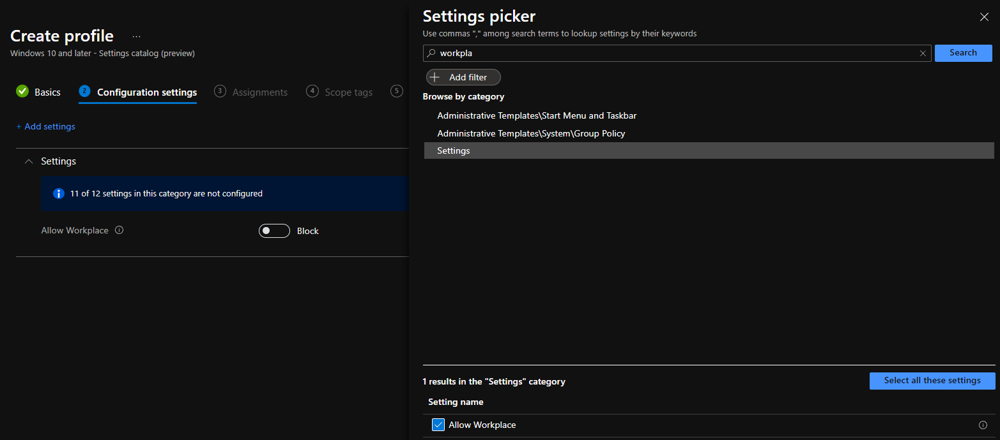 Create profile ...
Windows 10 and later - Settings catalog (preview)
Basics
2 Configuration settings
3 Assignments
4 Scope tags
5
+ Add settings
Settings
11 of 12 settings in this category are not configured
Allow Workplace
Block
Settings picker
Use commas "," among search terms to lookup settings by their keywords
workpla
Search
Add filter
Browse by category
Administrative Templates\Start Menu and Taskbar
Administrative Templates\System\Group Policy
Settings
1 results in the "Settings" category
Select all these settings
Setting name
Allow Workplace